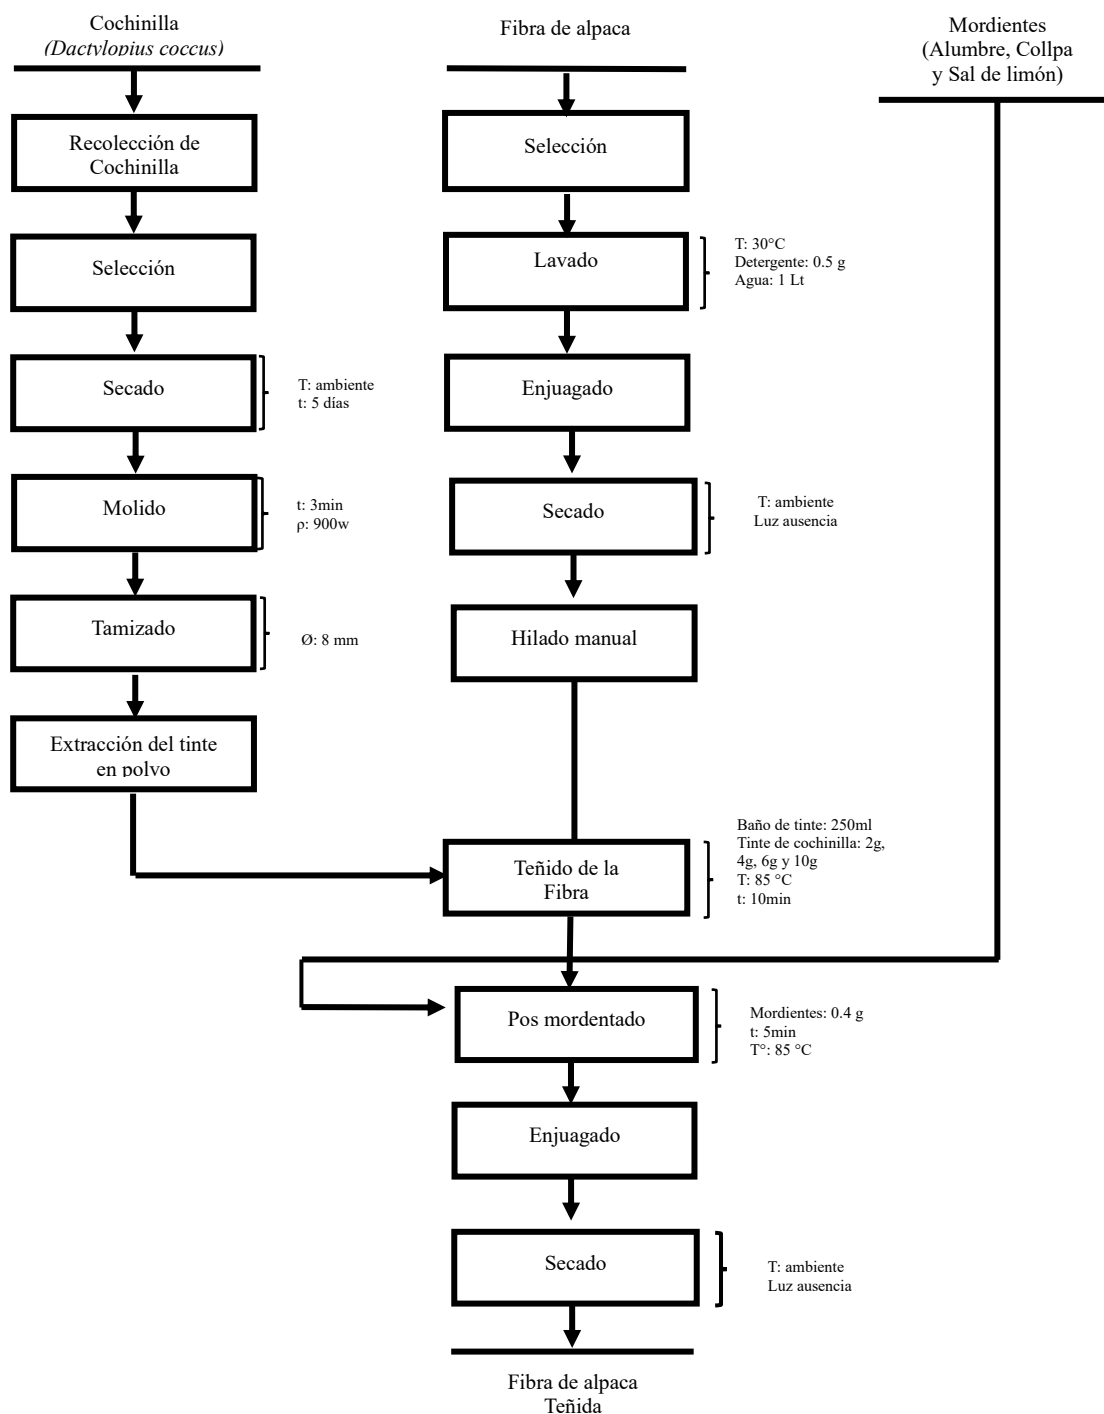 Cochinilla
(Dactylopius coccus)
Recolección de
Cochinilla
Selección
Secado
T: ambiente
t: 5 días
Molido
t: 3min
ρ: 900w
Tamizado
Ø: 8 mm
Extracción del tinte
en polvo
Fibra de alpaca
Selección
Lavado
T: 30°C
Detergente: 0.5 g
Agua: 1 Lt
Enjuagado
Secado
T: ambiente
Luz ausencia
Hilado manual
Mordientes
(Alumbre, Collpa
y Sal de limón)
Teñido de la
Fibra
Baño de tinte: 250ml
Tinte de cochinilla: 2g,
4g, 6g y 10g
T: 85 °C
t: 10min
Pos mordentado
Mordientes: 0.4 g
t: 5min
T°: 85 °C
Enjuagado
Secado
T: ambiente
Luz ausencia
Fibra de alpaca
Teñida